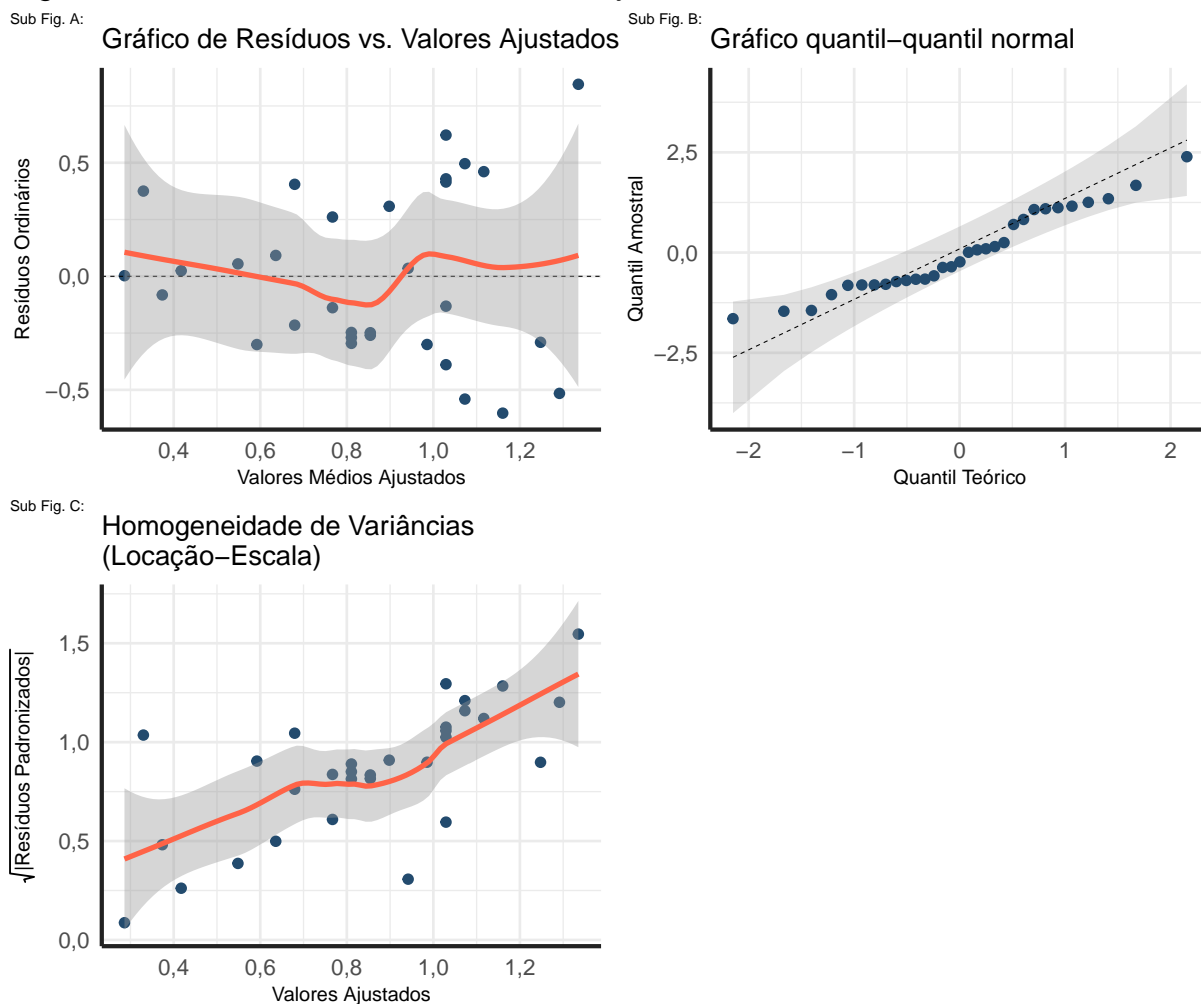 Sub Fig. A:
Gráfico de Resíduos vs. Valores Ajustados
Resíduos Ordinários
0,5
0,0
−0,5
0,4 0,6 0,8 1,0 1,2
Valores Médios Ajustados
Sub Fig. B:
Gráfico quantil−quantil normal
Quantil Amostral
2,5
0,0
−2,5
−2 −1 0 1 2
Quantil Teórico
Sub Fig. C:
Homogeneidade de Variâncias
(Locação−Escala)
√|Resíduos Padronizados|
1,5
1,0
0,5
0,0
0,4 0,6 0,8 1,0 1,2
Valores Ajustados